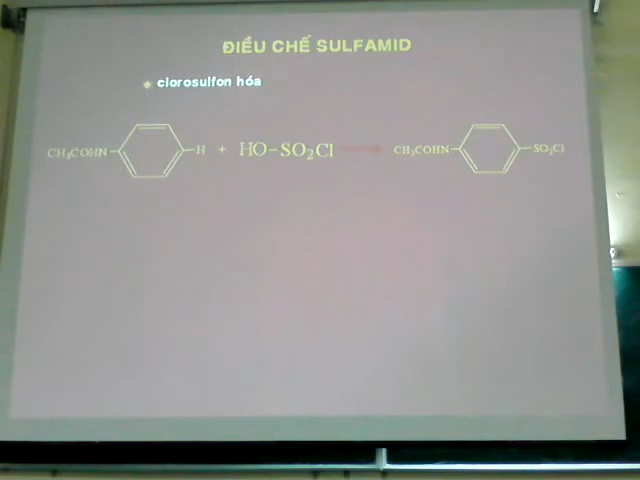 ĐIỀU CHẾ SULFAMID
clorosulfon hóa
CH₃COHN H + HO-SO₂Cl CH₃COHN SO₂Cl